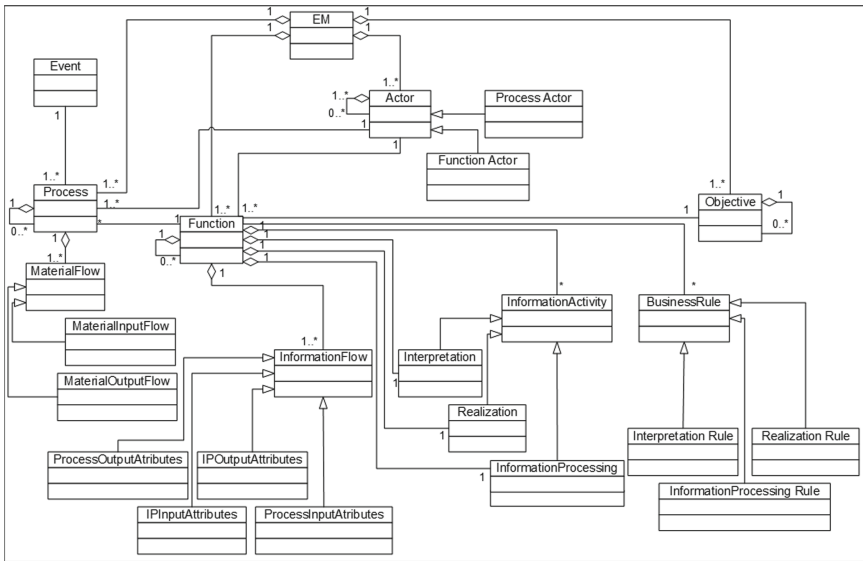 EM
1
1
1
1
Event
1
1..*
Actor
1..*
0..*
1
1
Process Actor
Function Actor
1..*
Process
1..*
1..*
1
0..*
1
*
1..*
MaterialFlow
MaterialInputFlow
MaterialOutputFlow
1..*
1..*
1
Function
1
0..*
1
1
1
1
1
1..*
Objective
1
1
0..*
1..*
InformationFlow
*
InformationActivity
*
BusinessRule
Interpretation
1
Realization
1
InformationProcessing
1
ProcessOutputAtributes
IPOutputAttributes
IPInputAttributes
ProcessInputAtributes
Interpretation Rule
Realization Rule
InformationProcessing Rule